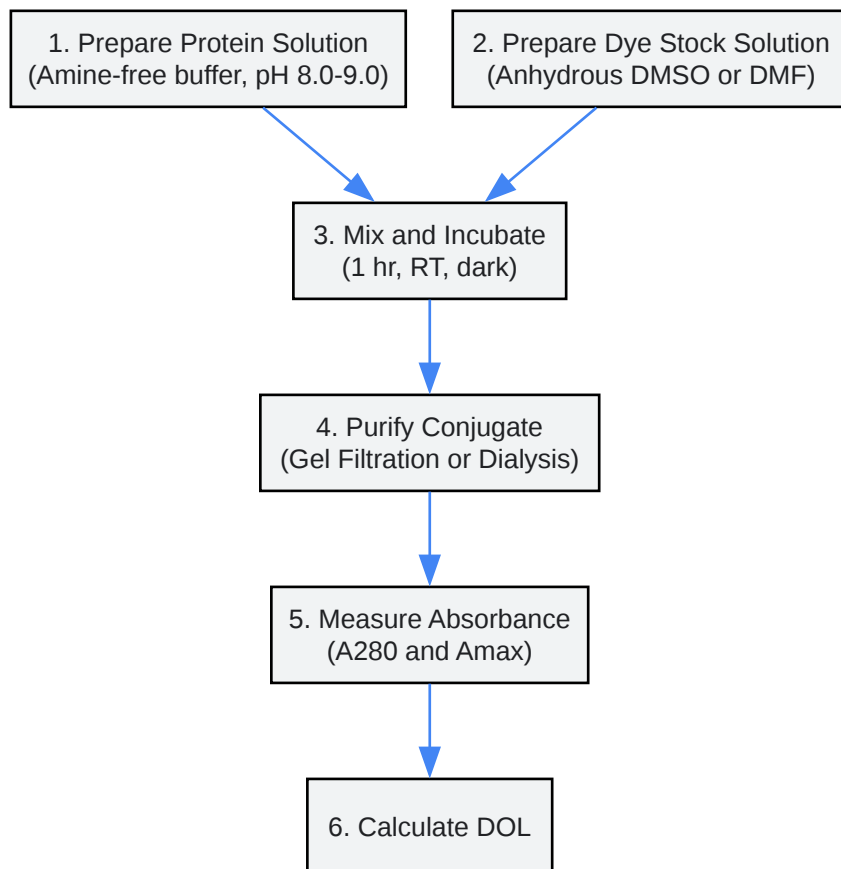 1. Prepare Protein Solution
(Amine-free buffer, pH 8.0-9.0)
2. Prepare Dye Stock Solution
(Anhydrous DMSO or DMF)
3. Mix and Incubate
(1 hr, RT, dark)
4. Purify Conjugate
(Gel Filtration or Dialysis)
5. Measure Absorbance
(A280 and Amax)
6. Calculate DOL